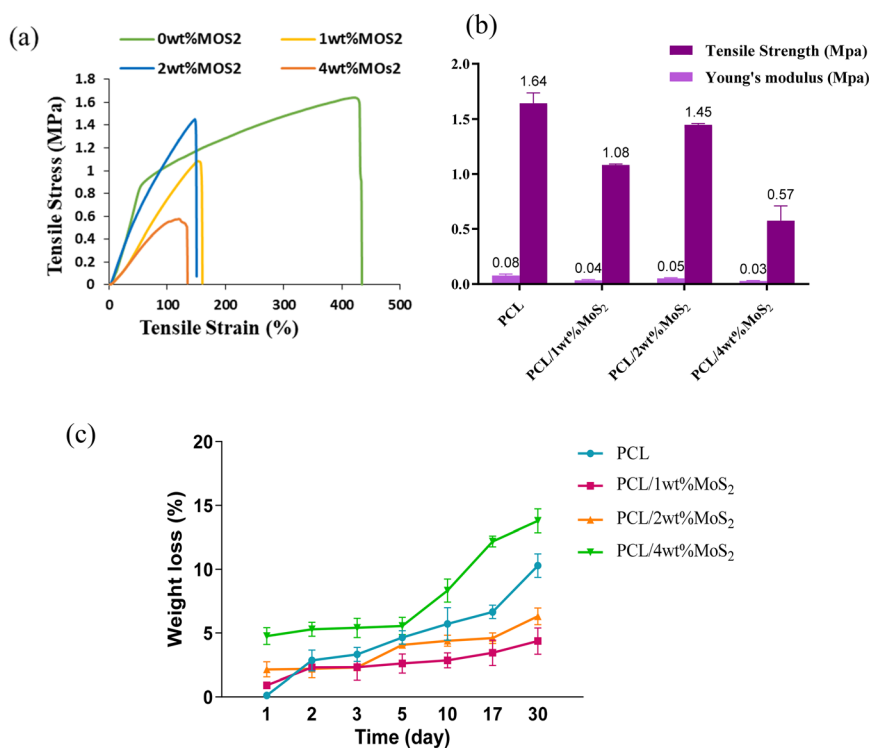 (a)
0wt%MOS2
1wt%MOS2
2wt%MOS2
4wt%MOs2
Tensile Stress (MPa)
1.8
1.6
1.4
1.2
1
0.8
0.6
0.4
0.2
0
0 100 200 300 400 500
Tensile Strain (%)
(b)
Tensile Strength (Mpa)
Young's modulus (Mpa)
2.0
1.5
1.0
0.5
0.0
0.08
1.64
0.04
1.08
0.05
1.45
0.03
0.57
PCL
PCL/1wt%MoS₂
PCL/2wt%MoS₂
PCL/4wt%MoS₂
(c)
Weight loss (%)
20
15
10
5
0
1 2 3 5 10 17 30
Time (day)
PCL
PCL/1wt%MoS₂
PCL/2wt%MoS₂
PCL/4wt%MoS₂